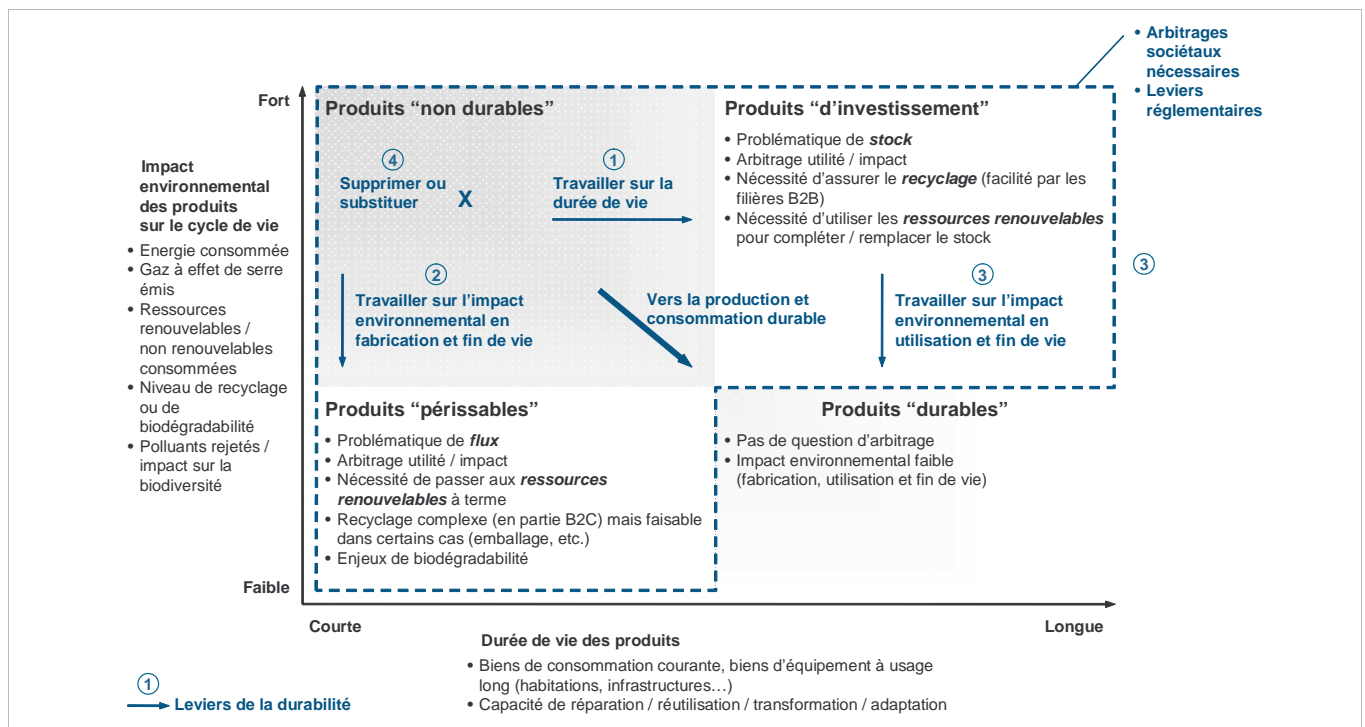 • Arbitrages
sociétaux
nécessaires
• Leviers
réglementaires
Fort
Impact
environnemental
des produits
sur le cycle de vie
• Energie consommée
• Gaz à effet de serre
émis
• Ressources
renouvelables /
non renouvelables
consommées
• Niveau de recyclage
ou de
biodégradabilité
• Polluants rejetés /
impact sur la
biodiversité
Faible
Produits “non durables”
4
Supprimer ou
substituer
X
1
Travailler sur la
durée de vie
2
Travailler sur l’impact
environnemental en
fabrication et fin de vie
Vers la production et
consommation durable
Produits “d’investissement”
• Problématique de stock
• Arbitrage utilité / impact
• Nécessité d’assurer le recyclage (facilité par les
filières B2B)
• Nécessité d’utiliser les ressources renouvelables
pour compléter / remplacer le stock
3
Travailler sur l’impact
environnemental en
utilisation et fin de vie
3
Produits “périssables”
• Problématique de flux
• Arbitrage utilité / impact
• Nécessité de passer aux ressources
renouvelables à terme
• Recyclage complexe (en partie B2C) mais faisable
dans certains cas (emballage, etc.)
• Enjeux de biodégradabilité
Produits “durables”
• Pas de question d’arbitrage
• Impact environnemental faible
(fabrication, utilisation et fin de vie)
Courte
Longue
Durée de vie des produits
• Biens de consommation courante, biens d’équipement à usage
long (habitations, infrastructures…)
• Capacité de réparation / réutilisation / transformation / adaptation
1
Leviers de la durabilité